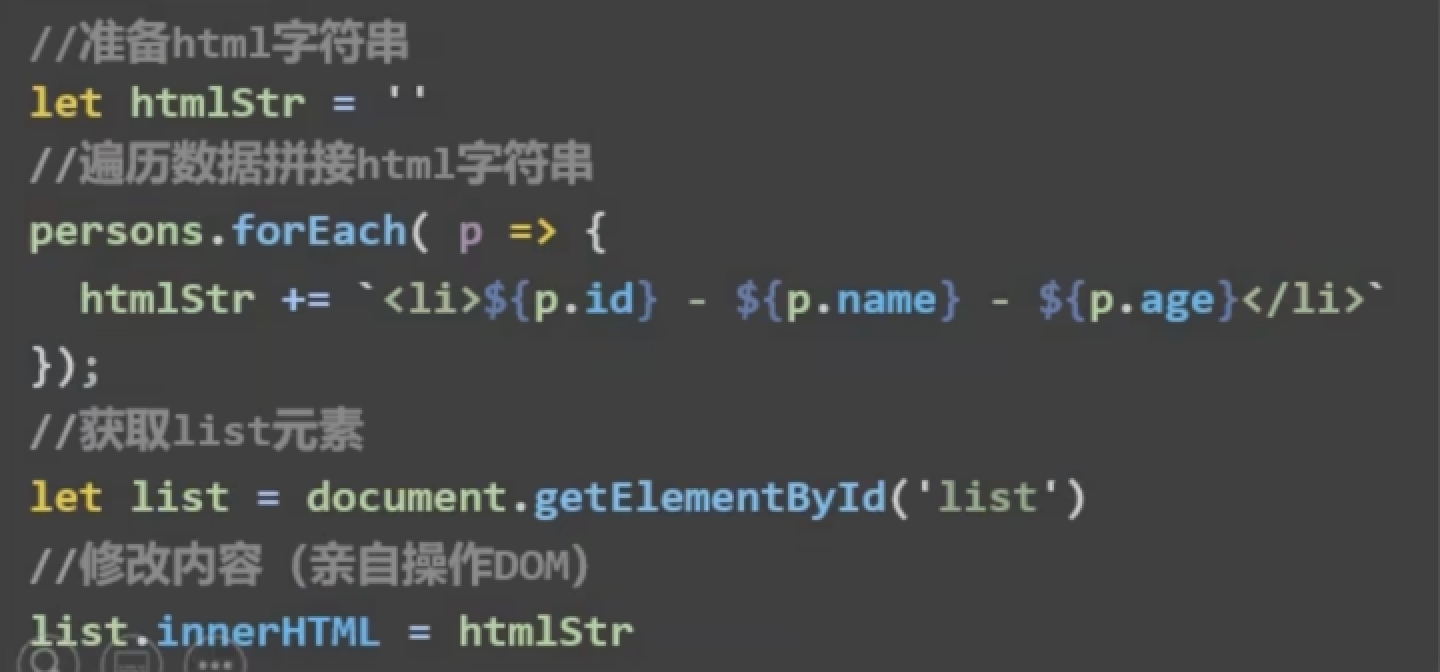 //准备html字符串
let htmlStr = ''
//遍历数据拼接html字符串
persons.forEach( p => {
  htmlStr += `<li>${p.id} - ${p.name} - ${p.age}</li>`
});
//获取list元素
let list = document.getElementById('list')
//修改内容（亲自操作DOM）
list.innerHTML = htmlStr